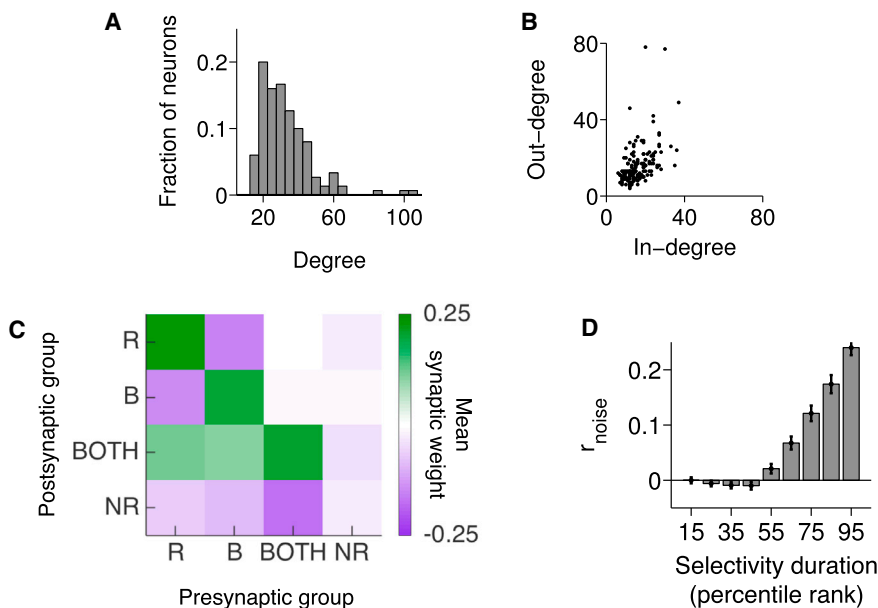 A
Fraction of neurons
0.2
0.1
0
20 60 100
Degree
B
Out−degree
80
40
0
0 40 80
In−degree
C
Postsynaptic group
R
B
BOTH
NR
R B BOTH NR
Presynaptic group
0.25
-0.25
Mean
synaptic weight
D
rnoise
0.2
0.1
0
15 35 55 75 95
Selectivity duration
(percentile rank)